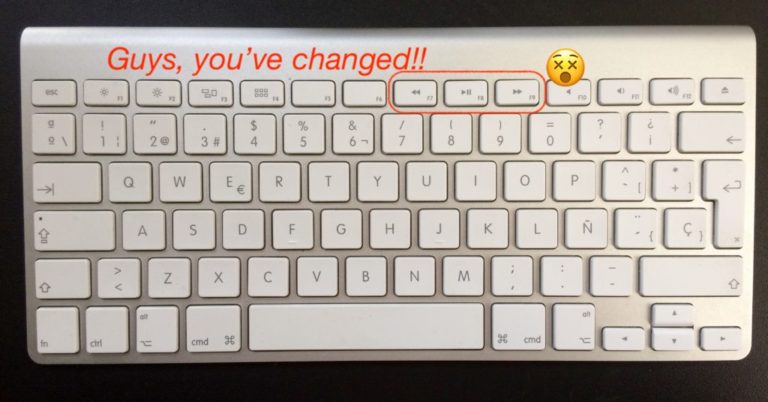 Guys, you've changed!!
esc F1 F2 F3 F4 F5 F6 F7 F8 F9 F10 F11 F12
ª ! " · $ % & / ( ) = ? ¿
º \ 1 | 2 @ 3 # 4 5 6 ¬ 7 8 9 0 ' ¡
Q W E € R T Y U I O P ^ ` [ * + ]
A S D F G H J K L Ñ ¨ ´ { Ç }
> < Z X C V B N M ; , : . _ -
fn ctrl alt cmd ⌘ cmd alt